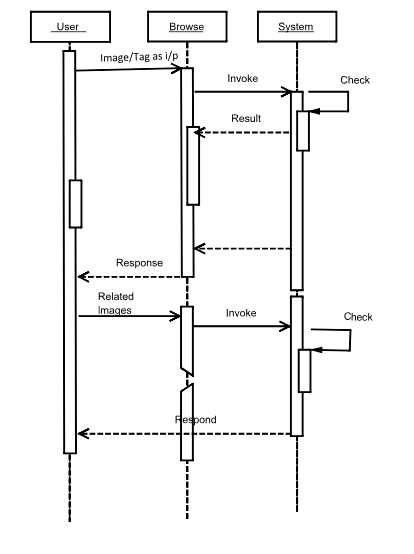 User
Browse
System
Image/Tag as i/p
Invoke
Check
Result
Response
Related
Images
Invoke
Check
Respond